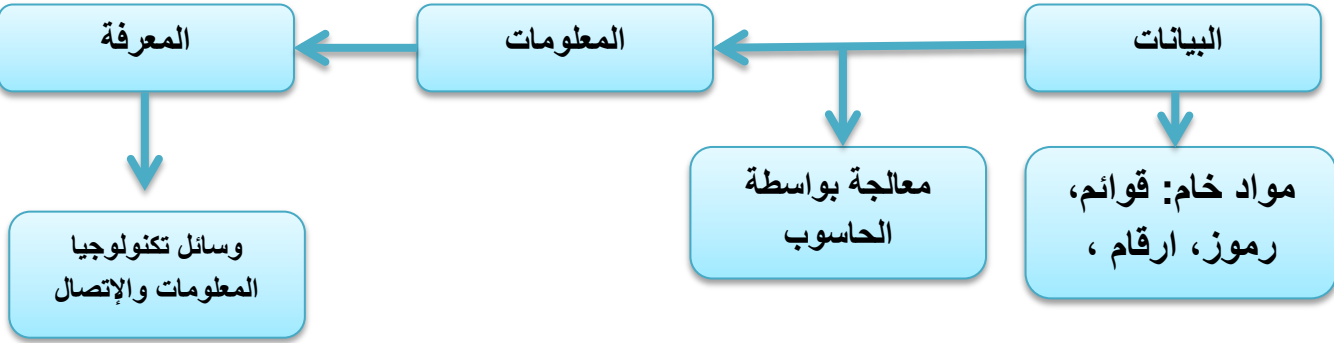 البيانات
المعلومات
المعرفة
مواد خام: قوائم،
رموز، ارقام ،
معالجة بواسطة
الحاسوب
وسائل تكنولوجيا
المعلومات والإتصال